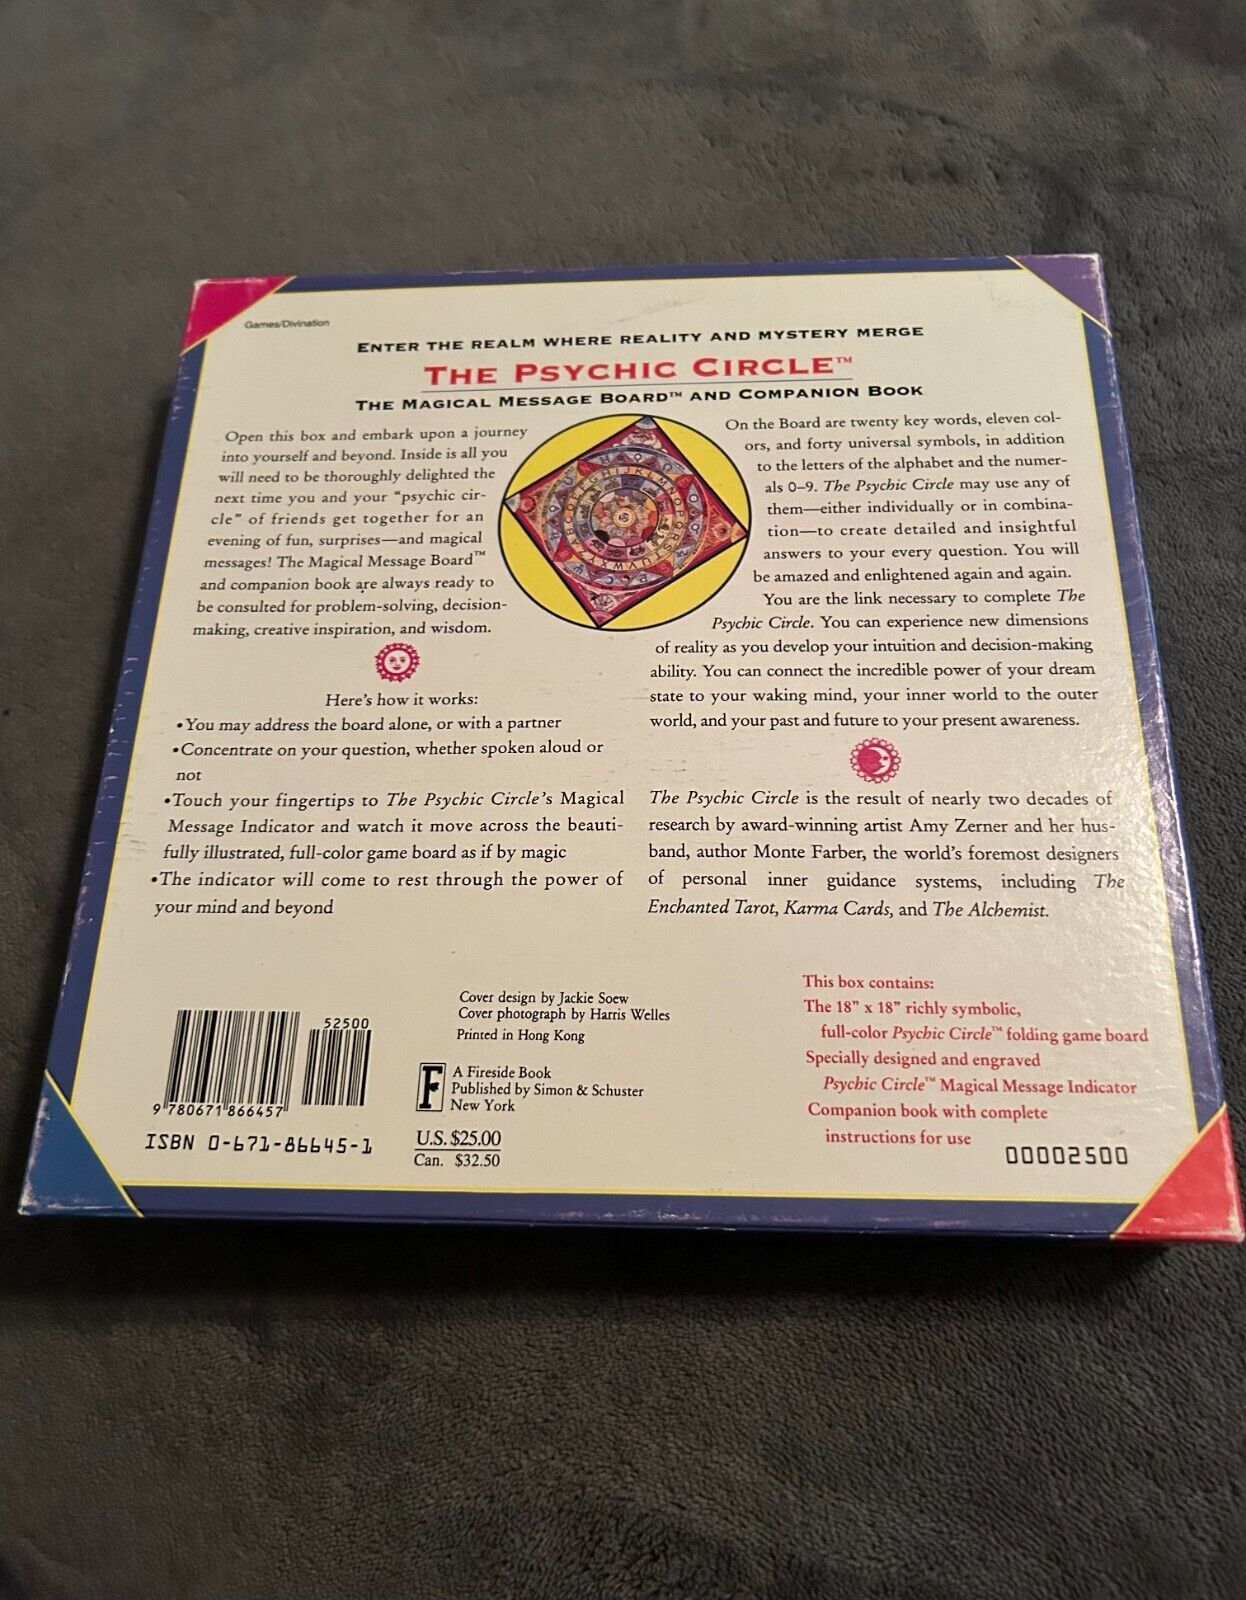 Games/Divination
ENTER THE REALM WHERE REALITY AND MYSTERY MERGE
THE PSYCHIC CIRCLE™
THE MAGICAL MESSAGE BOARD™ AND COMPANION BOOK
Open this box and embark upon a journey
into yourself and beyond. Inside is all you
will need to be thoroughly delighted the
next time you and your "psychic cir-
cle" of friends get together for an
evening of fun, surprises—and magical
messages! The Magical Message Board™
and companion book are always ready to
be consulted for problem-solving, decision-
making, creative inspiration, and wisdom.
Here's how it works:
•You may address the board alone, or with a partner
•Concentrate on your question, whether spoken aloud or
not
•Touch your fingertips to The Psychic Circle's Magical
Message Indicator and watch it move across the beauti-
fully illustrated, full-color game board as if by magic
•The indicator will come to rest through the power of
your mind and beyond
On the Board are twenty key words, eleven col-
ors, and forty universal symbols, in addition
to the letters of the alphabet and the numer-
als 0–9. The Psychic Circle may use any of
them—either individually or in combina-
tion—to create detailed and insightful
answers to your every question. You will
be amazed and enlightened again and again.
You are the link necessary to complete The
Psychic Circle. You can experience new dimensions
of reality as you develop your intuition and decision-making
ability. You can connect the incredible power of your dream
state to your waking mind, your inner world to the outer
world, and your past and future to your present awareness.
The Psychic Circle is the result of nearly two decades of
research by award-winning artist Amy Zerner and her hus-
band, author Monte Farber, the world's foremost designers
of personal inner guidance systems, including The
Enchanted Tarot, Karma Cards, and The Alchemist.
52500
9 780671 866457
ISBN 0-671-86645-1
Cover design by Jackie Soew
Cover photograph by Harris Welles
Printed in Hong Kong
F
A Fireside Book
Published by Simon & Schuster
New York
U.S. $25.00
Can. $32.50
This box contains:
The 18" x 18" richly symbolic,
full-color Psychic Circle™ folding game board
Specially designed and engraved
Psychic Circle™ Magical Message Indicator
Companion book with complete
instructions for use
00002500